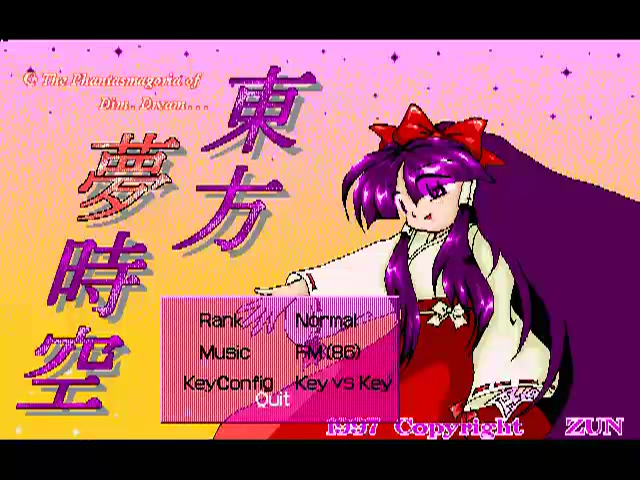 © The Phantasmagoria of
Dim. Dream...
東方
夢時空
Rank Normal
Music FM(86)
KeyConfig Key vs Key
Quit
1997 Copyright ZUN